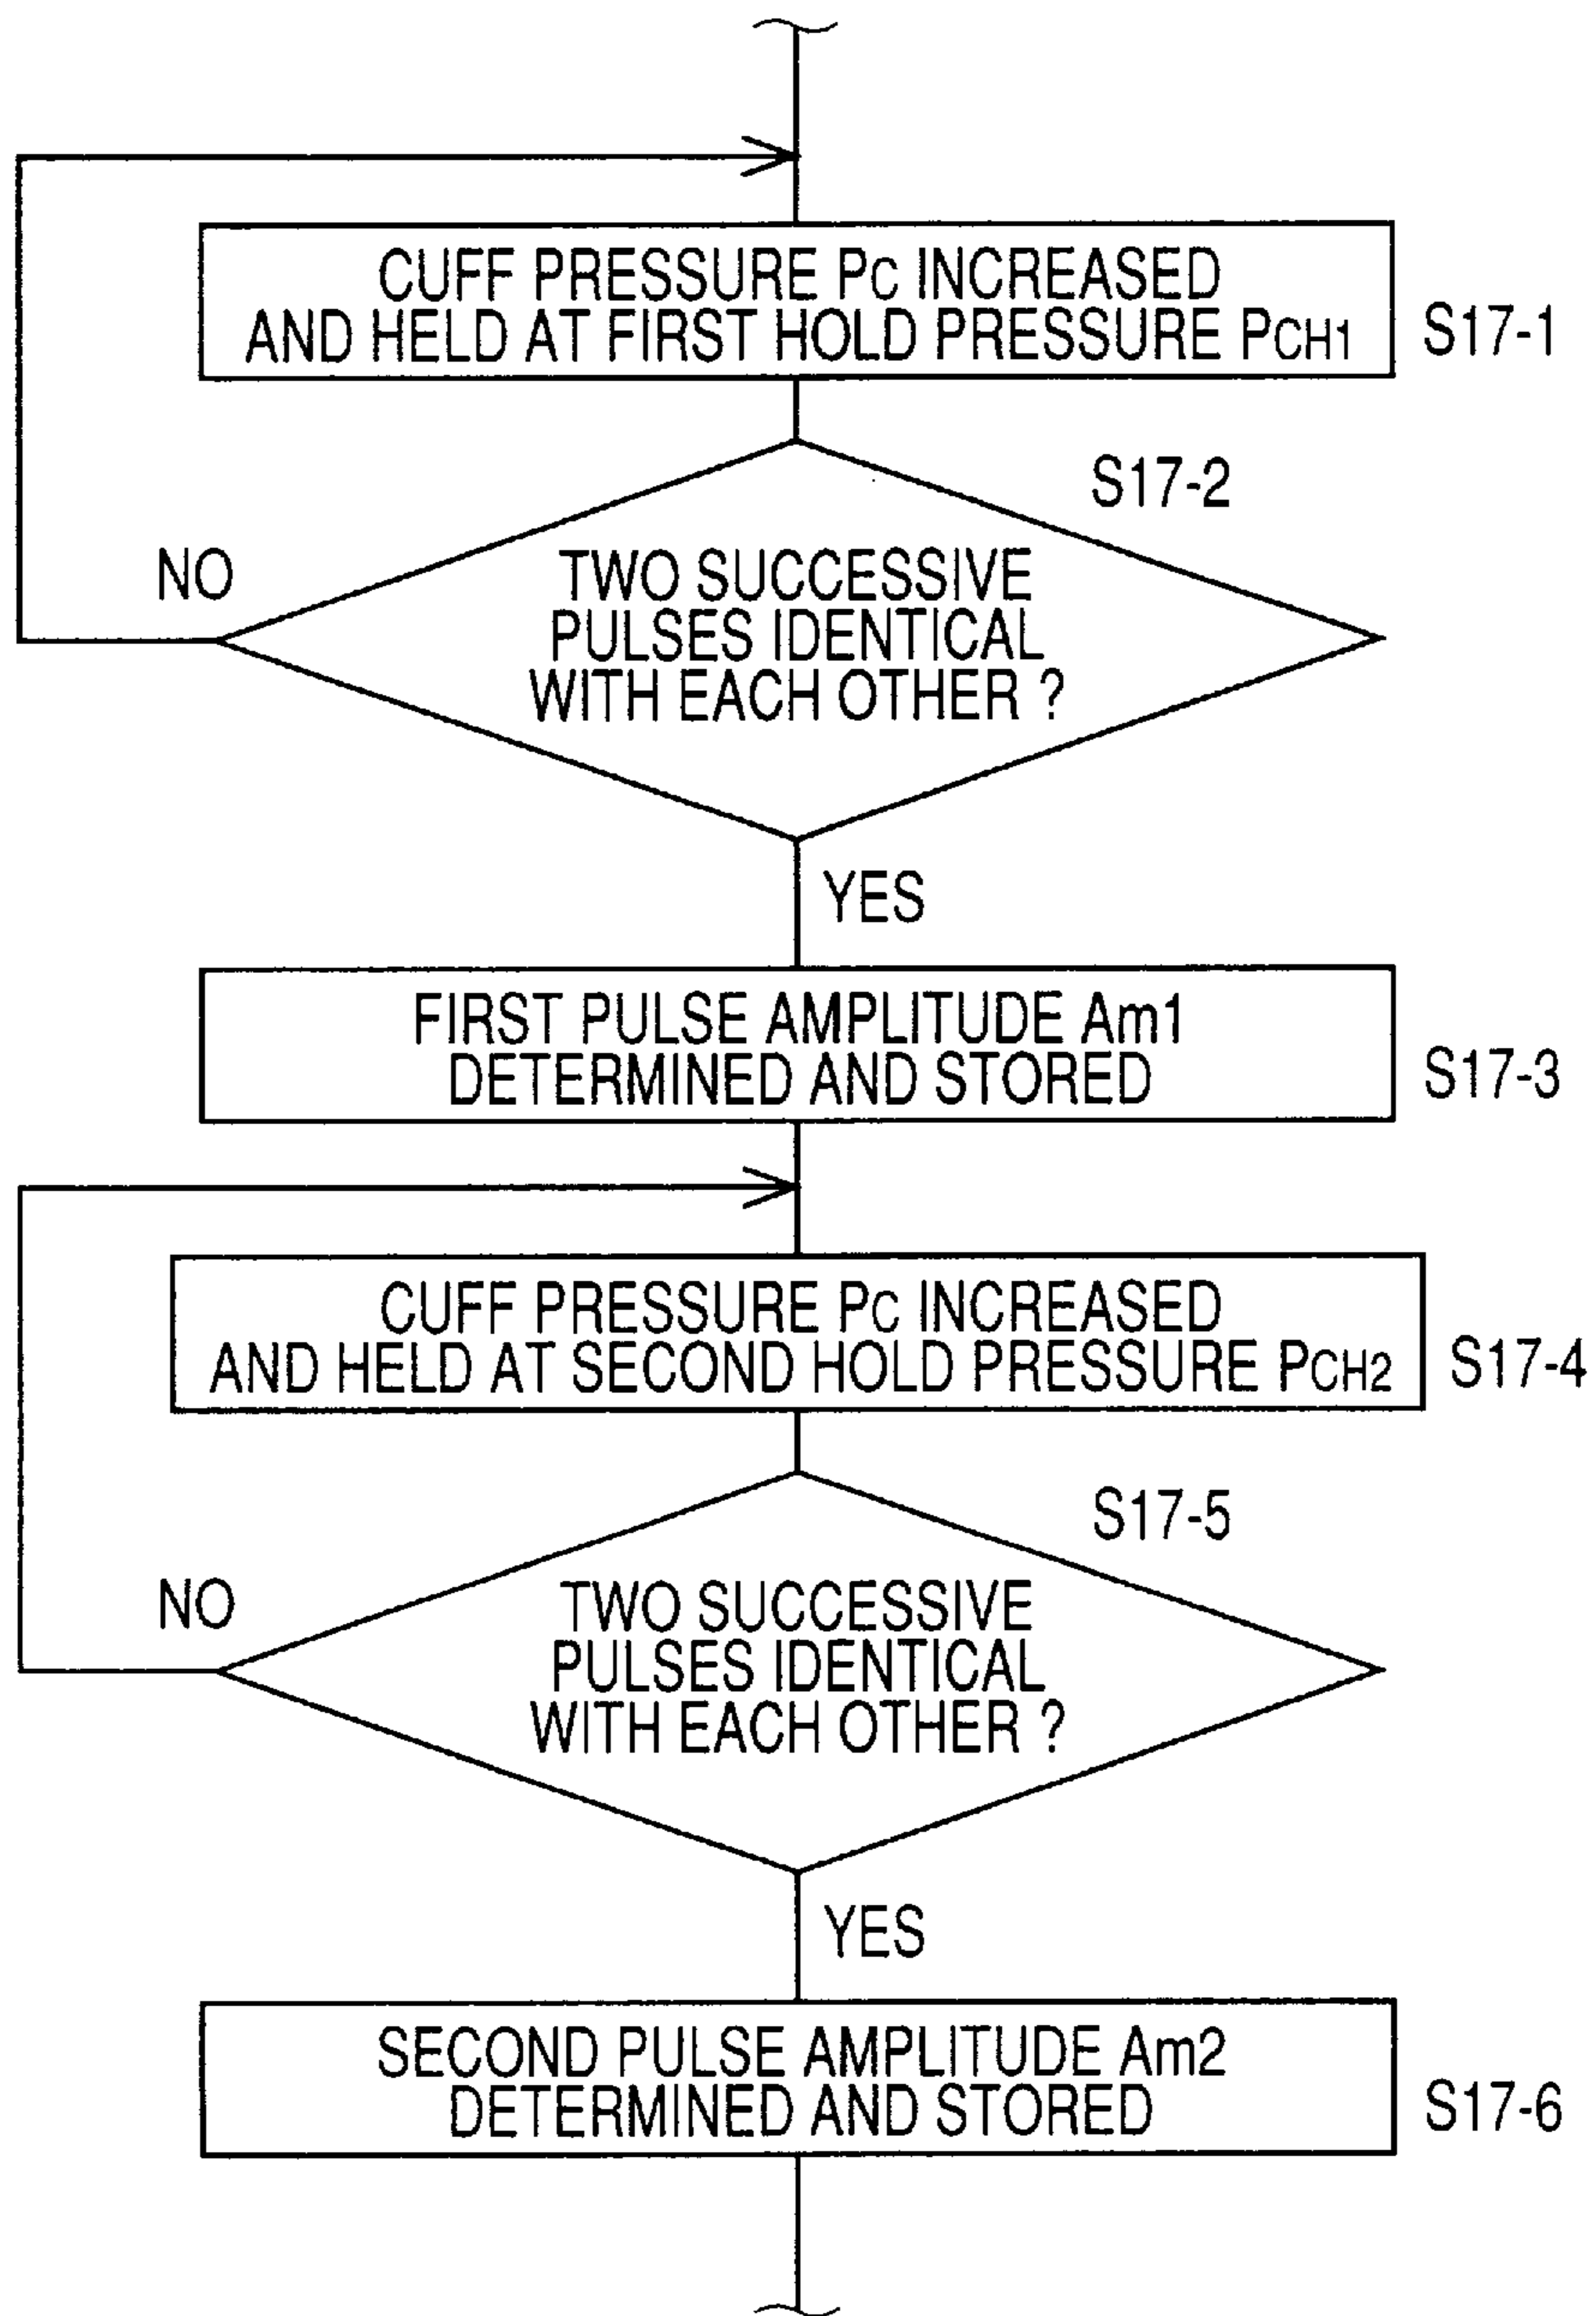 CUFF PRESSURE PC INCREASED
AND HELD AT FIRST HOLD PRESSURE PCH1
S17-1
S17-2
NO
TWO SUCCESSIVE
PULSES IDENTICAL
WITH EACH OTHER ?
YES
FIRST PULSE AMPLITUDE Am1
DETERMINED AND STORED
S17-3
CUFF PRESSURE PC INCREASED
AND HELD AT SECOND HOLD PRESSURE PCH2
S17-4
S17-5
NO
TWO SUCCESSIVE
PULSES IDENTICAL
WITH EACH OTHER ?
YES
SECOND PULSE AMPLITUDE Am2
DETERMINED AND STORED
S17-6